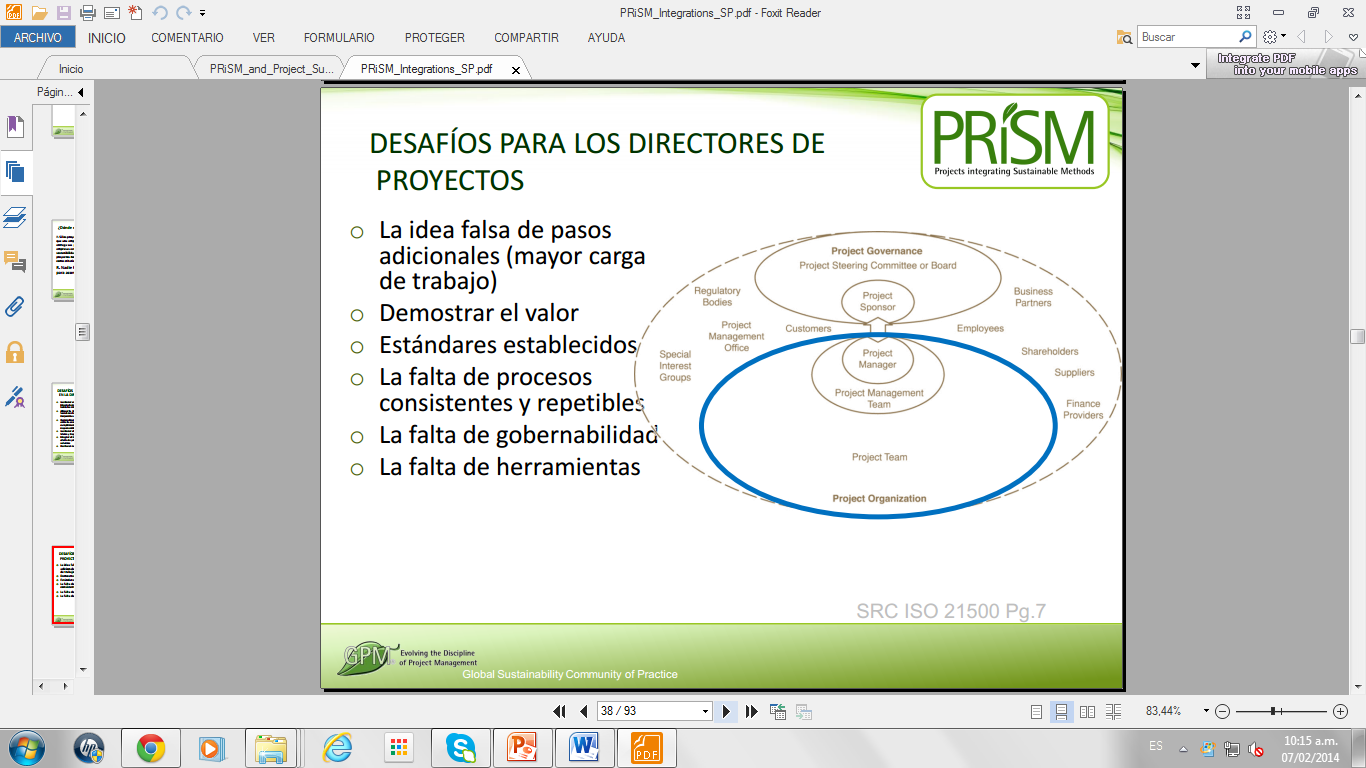 PRiSM_Integrations_SP.pdf - Foxit Reader
ARCHIVO INICIO COMENTARIO VER FORMULARIO PROTEGER COMPARTIR AYUDA
Buscar
Inicio PRiSM_and_Project_Su... PRiSM_Integrations_SP.pdf
Integrate PDF
into your mobile apps
Págin...
DESAFÍOS PARA LOS DIRECTORES DE
PROYECTOS
PRiSM
Projects integrating Sustainable Methods
La idea falsa de pasos
adicionales (mayor carga
de trabajo)
Demostrar el valor
Estándares establecidos
La falta de procesos
consistentes y repetibles
La falta de gobernabilidad
La falta de herramientas
Project Governance
Project Steering Committee or Board
Project
Sponsor
Regulatory
Bodies
Business
Partners
Project
Management
Office
Customers
Employees
Special
Interest
Groups
Shareholders
Suppliers
Finance
Providers
Project
Manager
Project Management
Team
Project Team
Project Organization
SRC ISO 21500 Pg.7
GPM
Evolving the Discipline
of Project Management
Global Sustainability Community of Practice
38 / 93
83,44%
ES
10:15 a.m.
07/02/2014